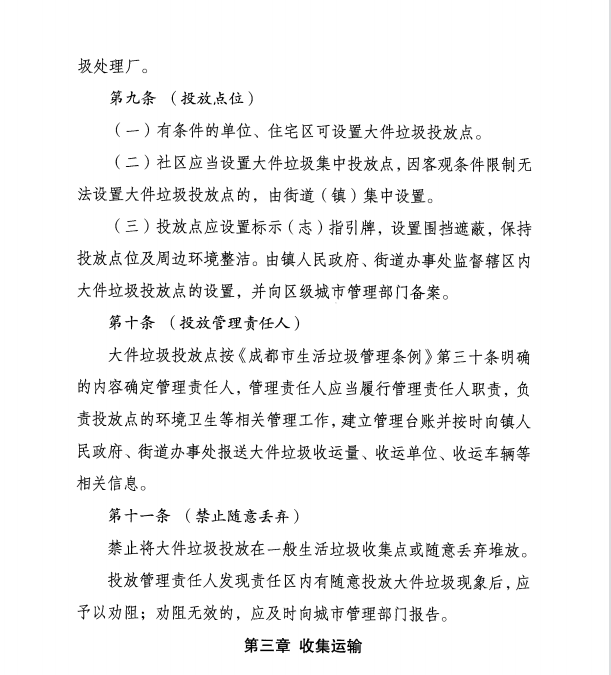 圾处理厂。
第九条 （投放点位）
（一）有条件的单位、住宅区可设置大件垃圾投放点。
（二）社区应当设置大件垃圾集中投放点，因客观条件限制无
法设置大件垃圾投放点的，由街道（镇）集中设置。
（三）投放点应设置标示（志）指引牌，设置围挡遮蔽，保持
投放点位及周边环境整洁。由镇人民政府、街道办事处监督辖区内
大件垃圾投放点的设置，并向区级城市管理部门备案。
第十条 （投放管理责任人）
大件垃圾投放点按《成都市生活垃圾管理条例》第三十条明确
的内容确定管理责任人，管理责任人应当履行管理责任人职责，负
责投放点的环境卫生等相关管理工作，建立管理台账并按时向镇人
民政府、街道办事处报送大件垃圾收运量、收运单位、收运车辆等
相关信息。
第十一条 （禁止随意丢弃）
禁止将大件垃圾投放在一般生活垃圾收集点或随意丢弃堆放。
投放管理责任人发现责任区内有随意投放大件垃圾现象后，应
予以劝阻；劝阻无效的，应及时向城市管理部门报告。
第三章 收集运输